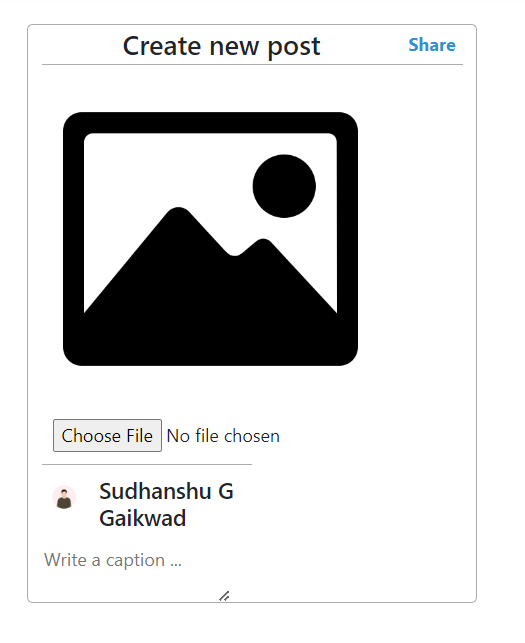 Create new post Share
Choose File No file chosen
Sudhanshu G
Gaikwad
Write a caption ...